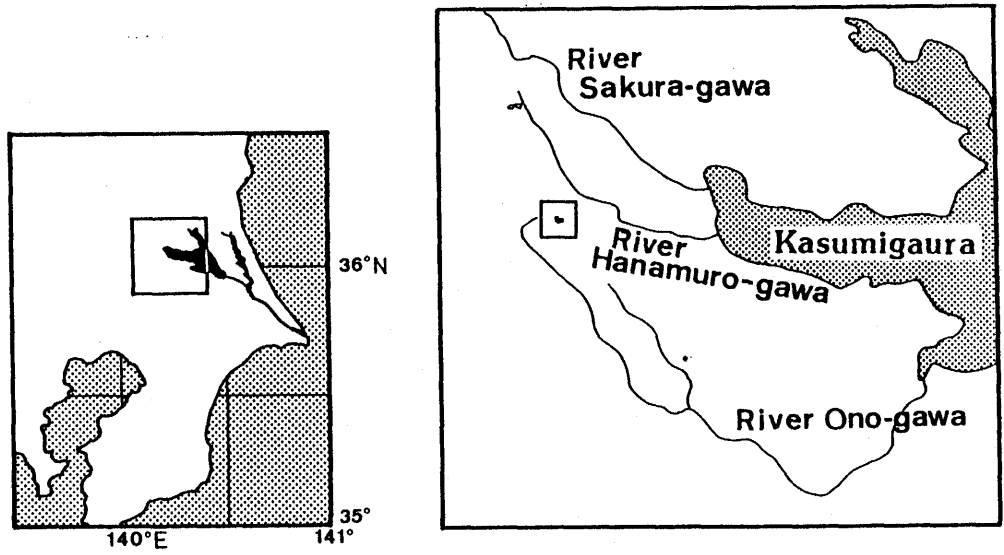 36°N
35°
140°E
141°
River
Sakura-gawa
Kasumigaura
River
Hanamuro-gawa
River Ono-gawa